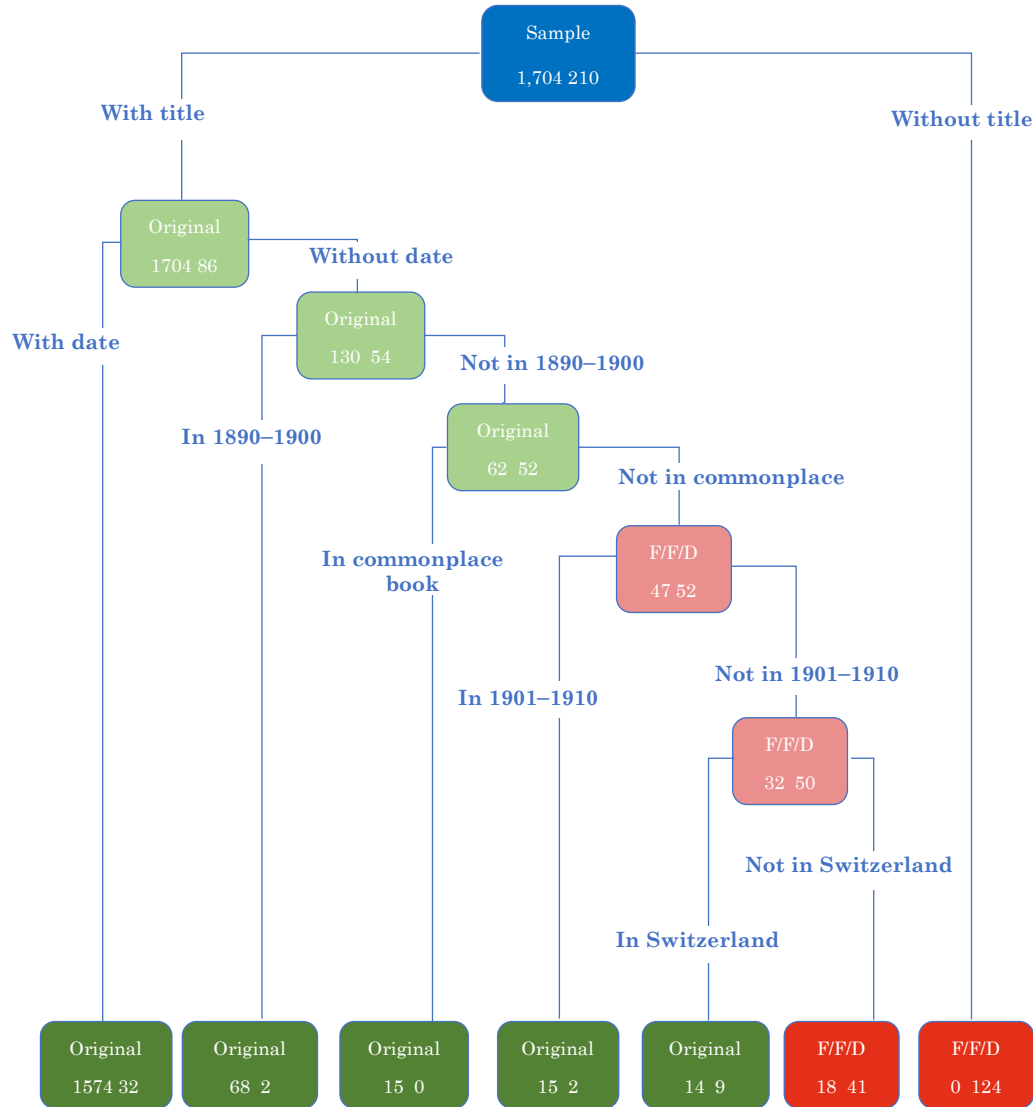 Sample
1,704 210
With title
Without title
Original
1704 86
Without date
With date
Original
130 54
Not in 1890–1900
In 1890–1900
Original
62 52
Not in commonplace
In commonplace
book
F/F/D
47 52
Not in 1901–1910
In 1901–1910
F/F/D
32 50
Not in Switzerland
In Switzerland
Original
1574 32
Original
68 2
Original
15 0
Original
15 2
Original
14 9
F/F/D
18 41
F/F/D
0 124